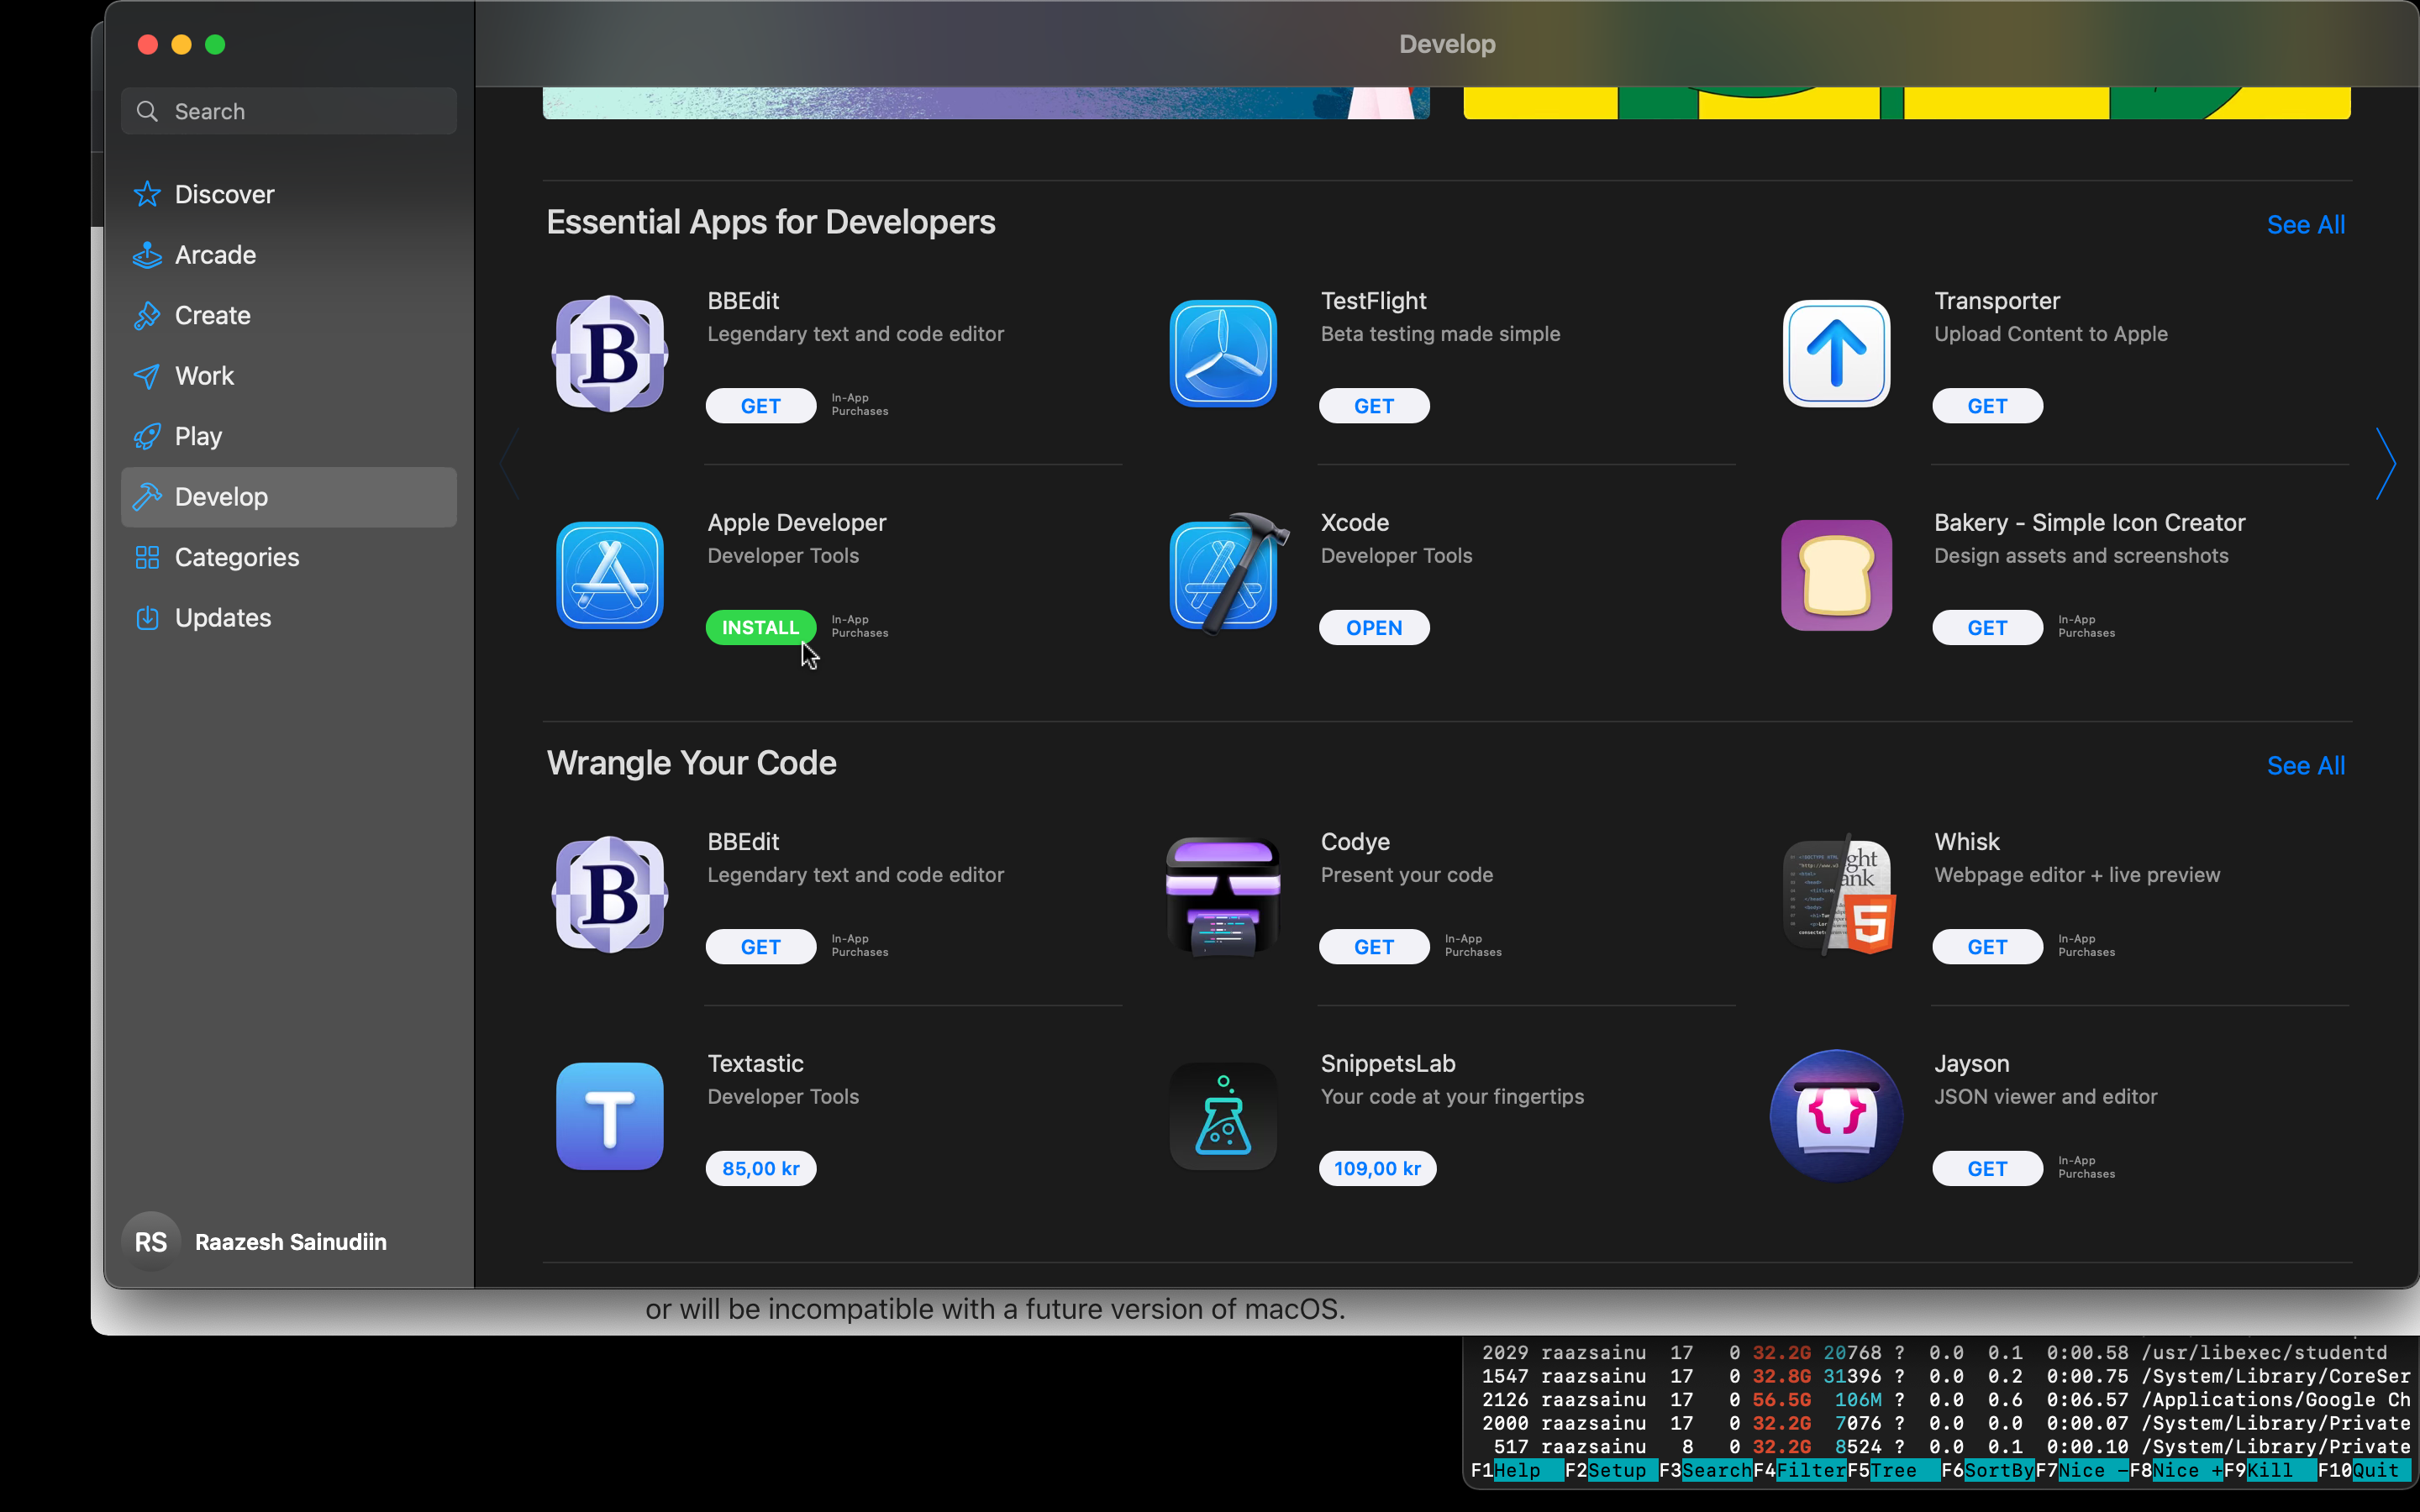 Develop
Search
Discover
Arcade
Create
Work
Play
Develop
Categories
Updates
RS Raazesh Sainudiin
Essential Apps for Developers
See All
BBEdit
Legendary text and code editor
GET
In-App
Purchases
TestFlight
Beta testing made simple
GET
Transporter
Upload Content to Apple
GET
Apple Developer
Developer Tools
INSTALL
In-App
Purchases
Xcode
Developer Tools
OPEN
Bakery - Simple Icon Creator
Design assets and screenshots
GET
In-App
Purchases
Wrangle Your Code
See All
BBEdit
Legendary text and code editor
GET
In-App
Purchases
Codye
Present your code
GET
In-App
Purchases
Whisk
Webpage editor + live preview
GET
In-App
Purchases
Textastic
Developer Tools
85,00 kr
SnippetsLab
Your code at your fingertips
109,00 kr
Jayson
JSON viewer and editor
GET
In-App
Purchases
or will be incompatible with a future version of macOS.
2029 raazsainu 17 0 32.2G 20768 ? 0.0 0.1 0:00.58 /usr/libexec/studentd
1547 raazsainu 17 0 32.8G 31396 ? 0.0 0.2 0:00.75 /System/Library/CoreSer
2126 raazsainu 17 0 56.5G 106M ? 0.0 0.6 0:06.57 /Applications/Google Ch
2000 raazsainu 17 0 32.2G 7076 ? 0.0 0.0 0:00.07 /System/Library/Private
517 raazsainu 8 0 32.2G 8524 ? 0.0 0.1 0:00.10 /System/Library/Private
F1Help F2Setup F3SearchF4FilterF5Tree F6SortByF7Nice -F8Nice +F9Kill F10Quit